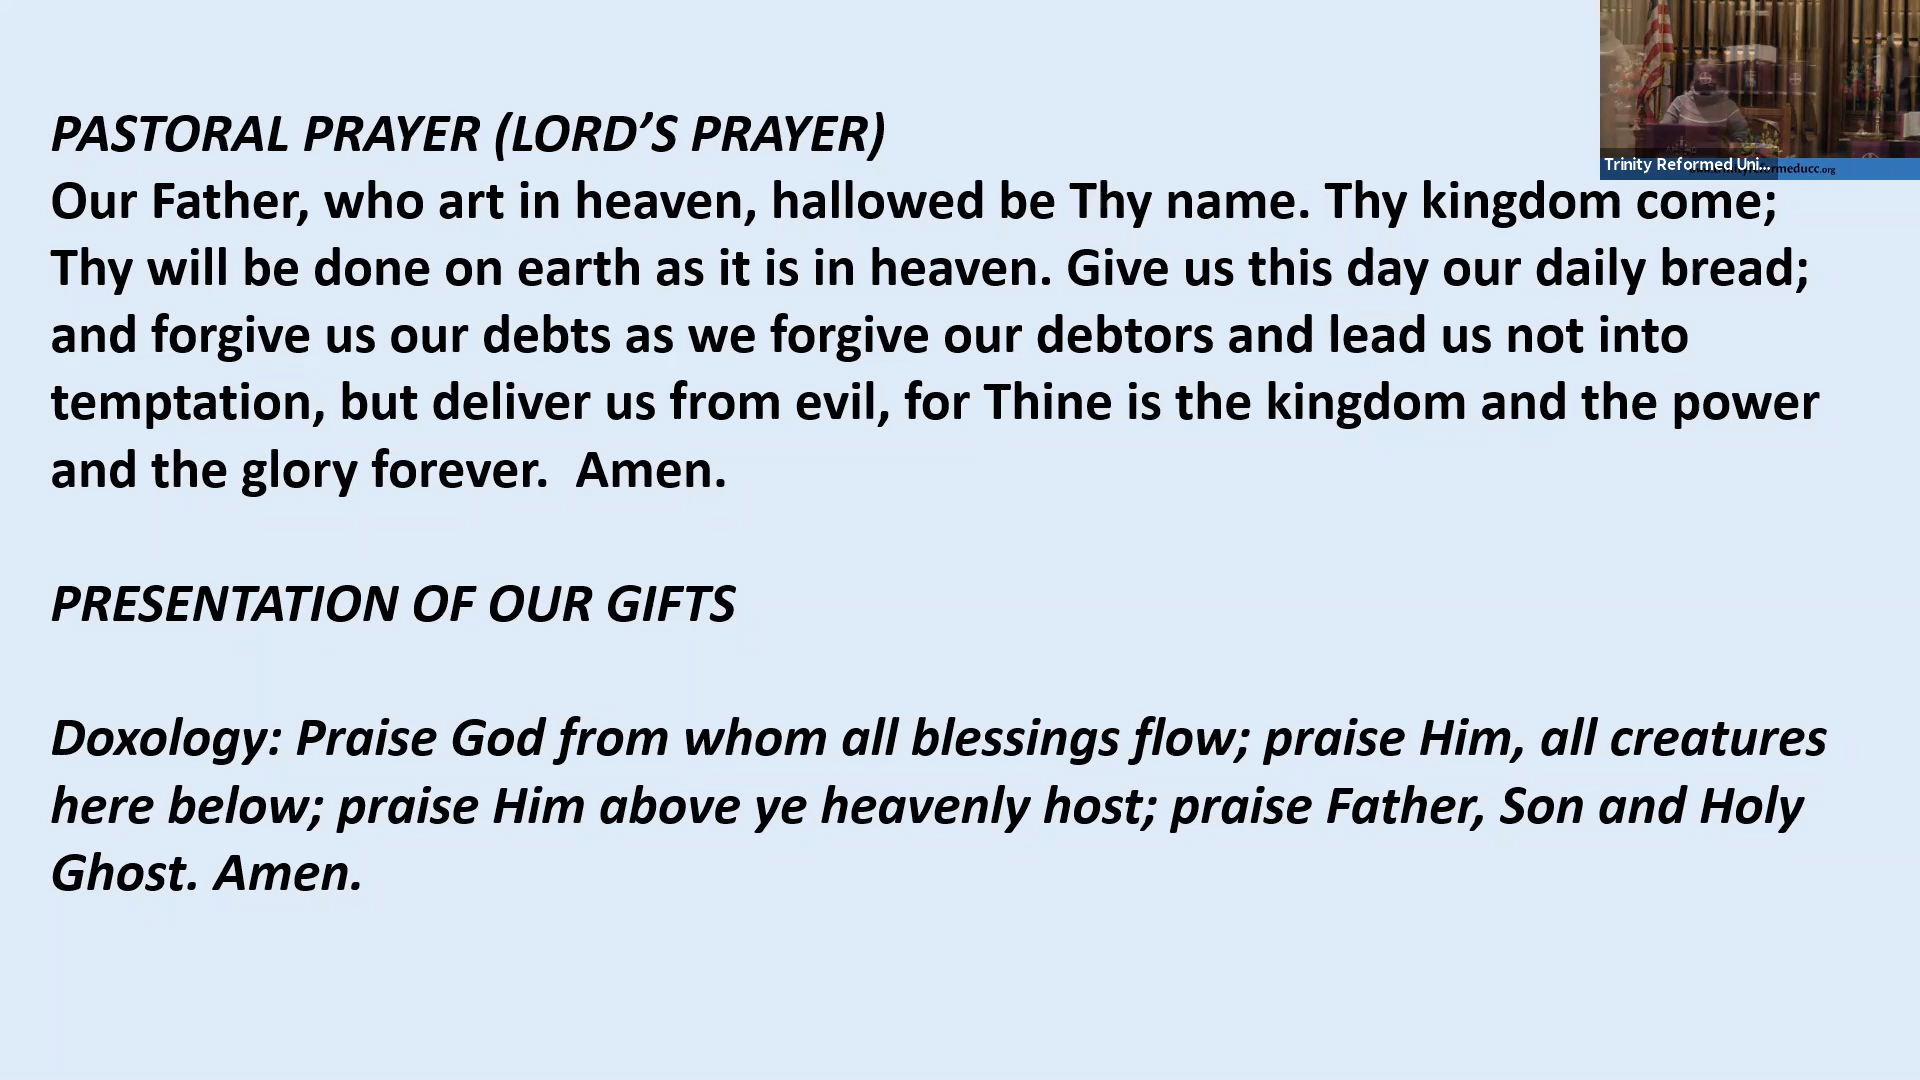 PASTORAL PRAYER (LORD’S PRAYER)
Trinity Reformed Uni...
Our Father, who art in heaven, hallowed be Thy name. Thy kingdom come;
Thy will be done on earth as it is in heaven. Give us this day our daily bread;
and forgive us our debts as we forgive our debtors and lead us not into
temptation, but deliver us from evil, for Thine is the kingdom and the power
and the glory forever.  Amen.
PRESENTATION OF OUR GIFTS
Doxology: Praise God from whom all blessings flow; praise Him, all creatures
here below; praise Him above ye heavenly host; praise Father, Son and Holy
Ghost. Amen.